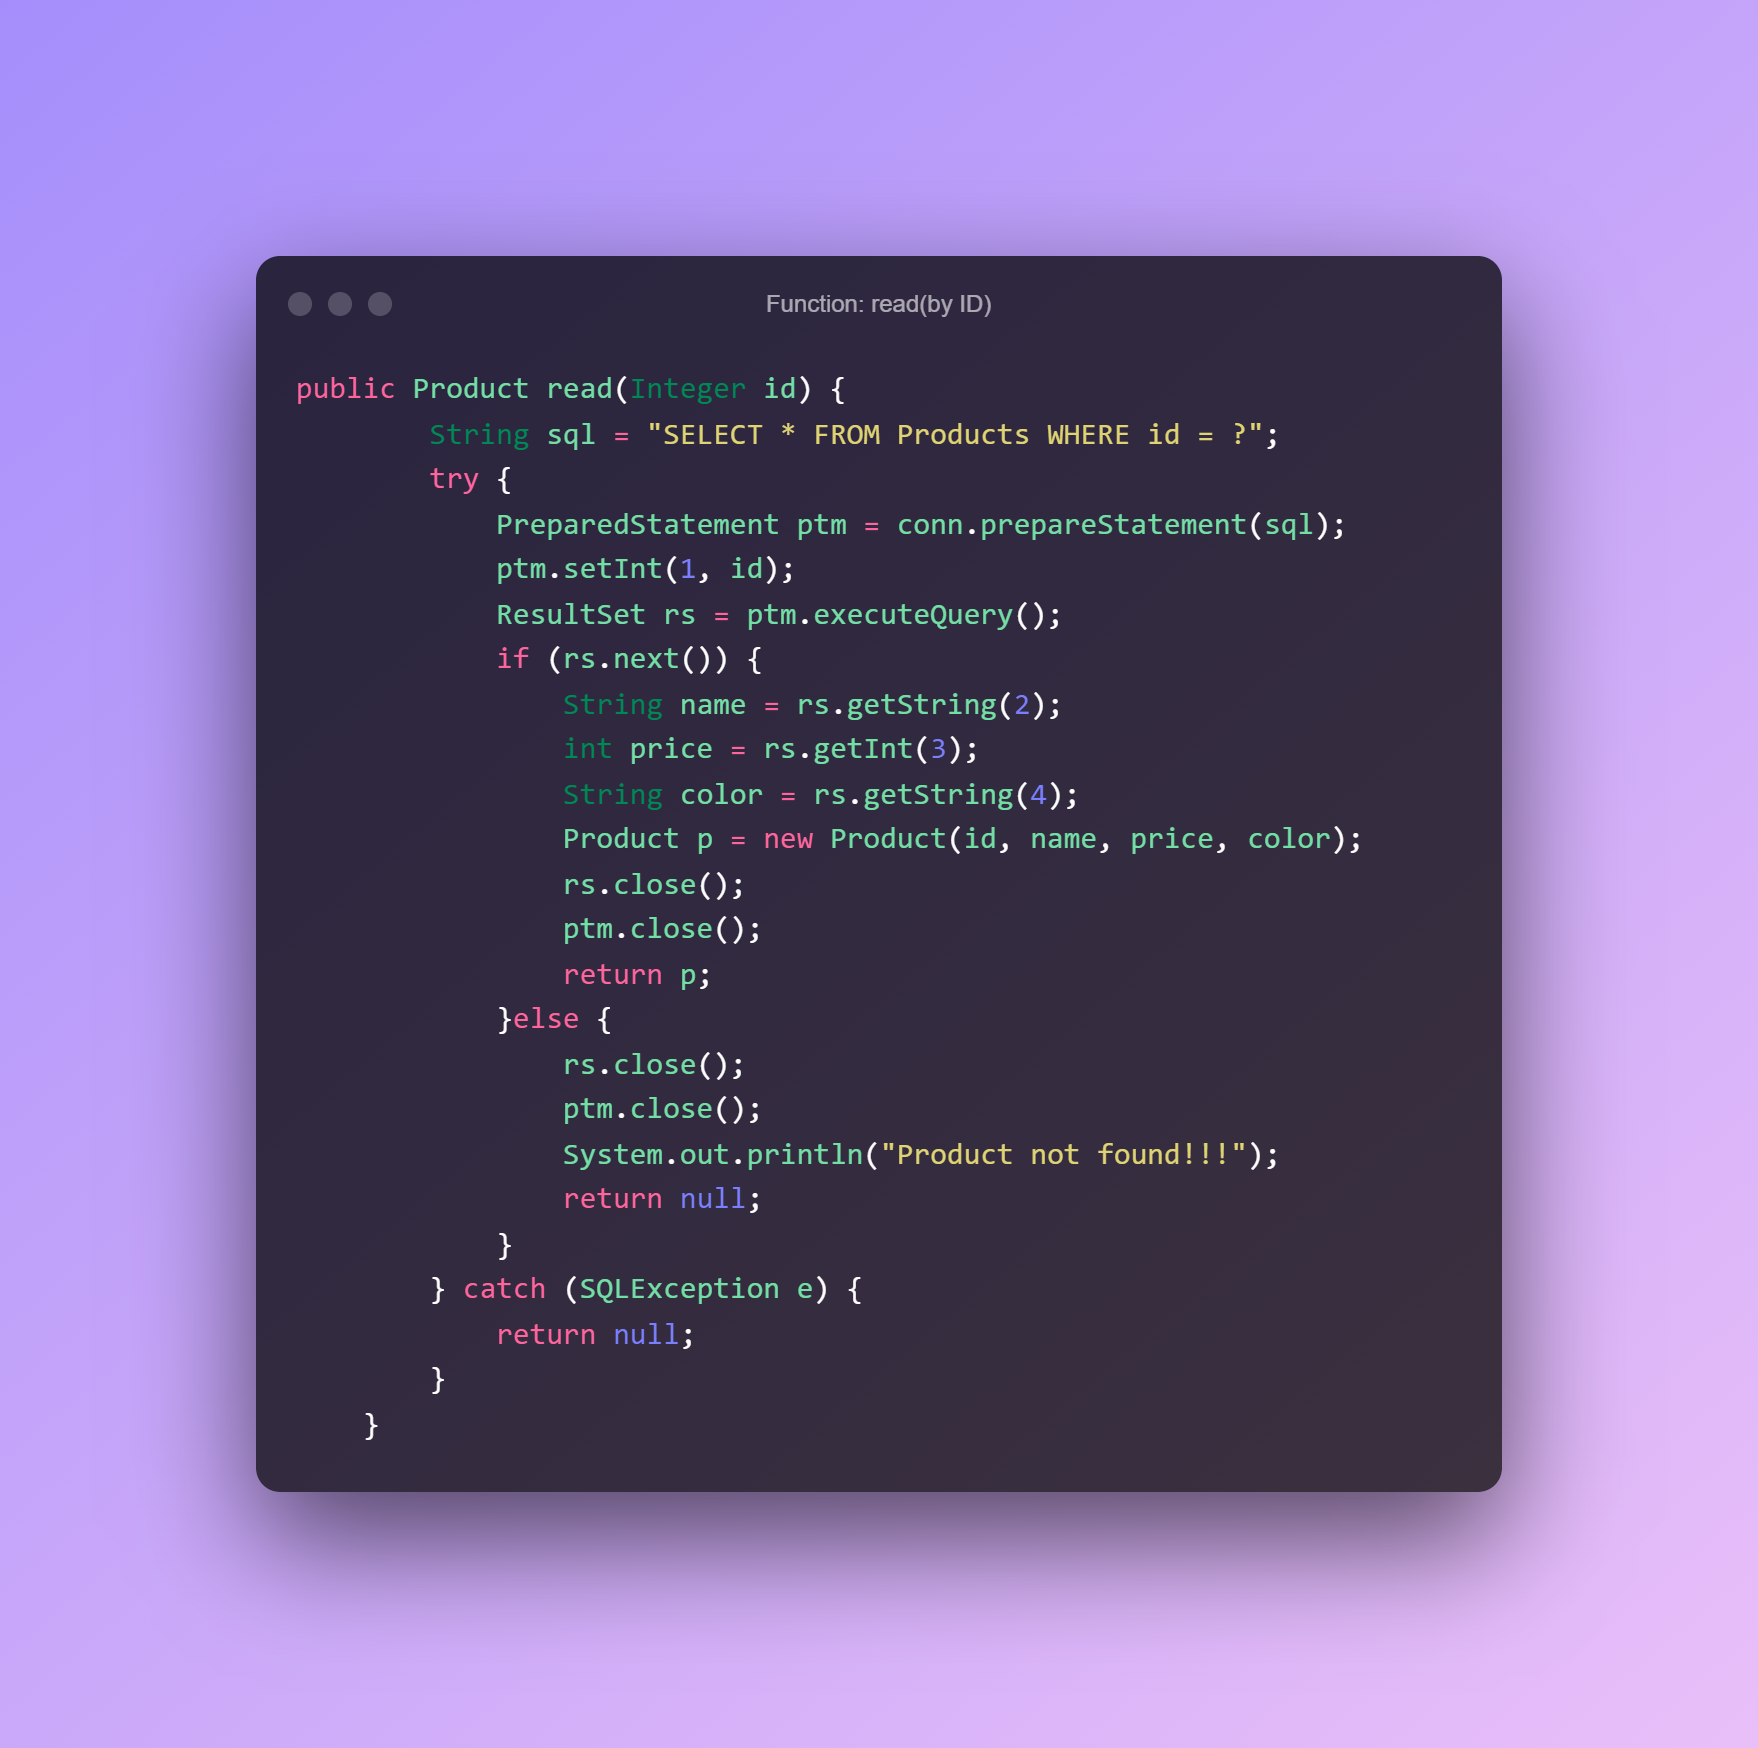 Function: read(by ID)
public Product read(Integer id) {
        String sql = "SELECT * FROM Products WHERE id = ?";
        try {
            PreparedStatement ptm = conn.prepareStatement(sql);
            ptm.setInt(1, id);
            ResultSet rs = ptm.executeQuery();
            if (rs.next()) {
                String name = rs.getString(2);
                int price = rs.getInt(3);
                String color = rs.getString(4);
                Product p = new Product(id, name, price, color);
                rs.close();
                ptm.close();
                return p;
            }else {
                rs.close();
                ptm.close();
                System.out.println("Product not found!!!");
                return null;
            }
        } catch (SQLException e) {
            return null;
        }
    }